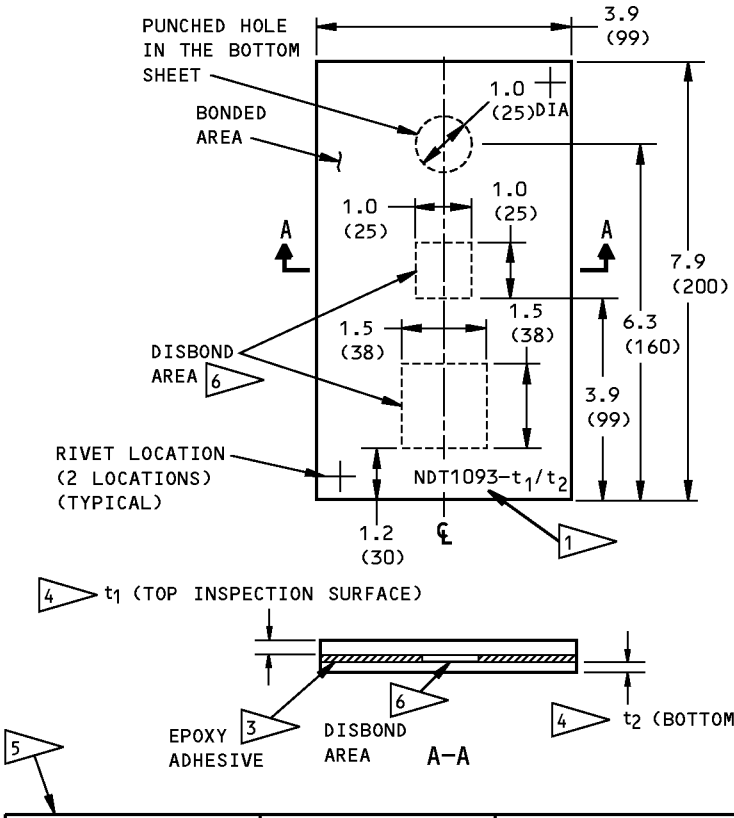 PUNCHED HOLE
IN THE BOTTOM
SHEET
3.9
(99)
1.0
(25)DIA
BONDED
AREA
1.0
(25)
1.0
(25)
A
A
7.9
(200)
6.3
(160)
1.5
(38)
1.5
(38)
DISBOND
AREA 6
3.9
(99)
RIVET LOCATION
(2 LOCATIONS)
(TYPICAL)
NDT1093-t1/t2
1.2
(30)
℄
1
4 t1 (TOP INSPECTION SURFACE)
EPOXY
ADHESIVE
3
DISBOND
AREA
6
A-A
4 t2 (BOTTOM
5